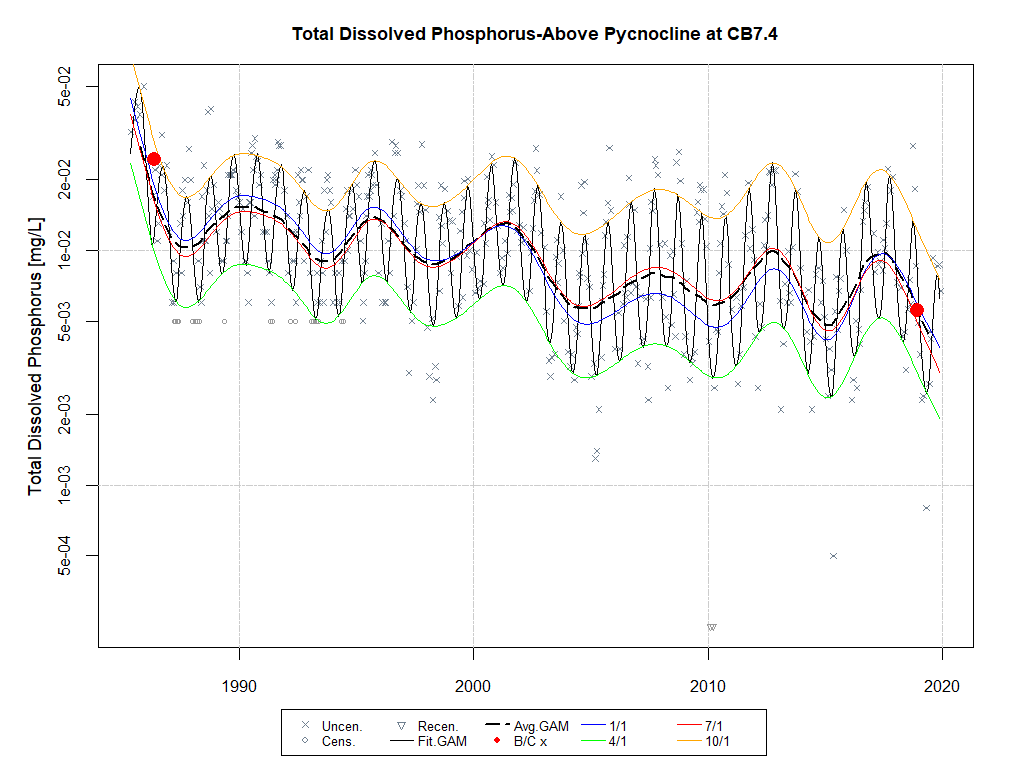 Total Dissolved Phosphorus-Above Pycnocline at CB7.4
Total Dissolved Phosphorus [mg/L]
5e-02
2e-02
1e-02
5e-03
2e-03
1e-03
5e-04
1990 2000 2010 2020
Uncen. Recen. Avg.GAM 1/1 7/1
Cens. Fit.GAM B/C x 4/1 10/1